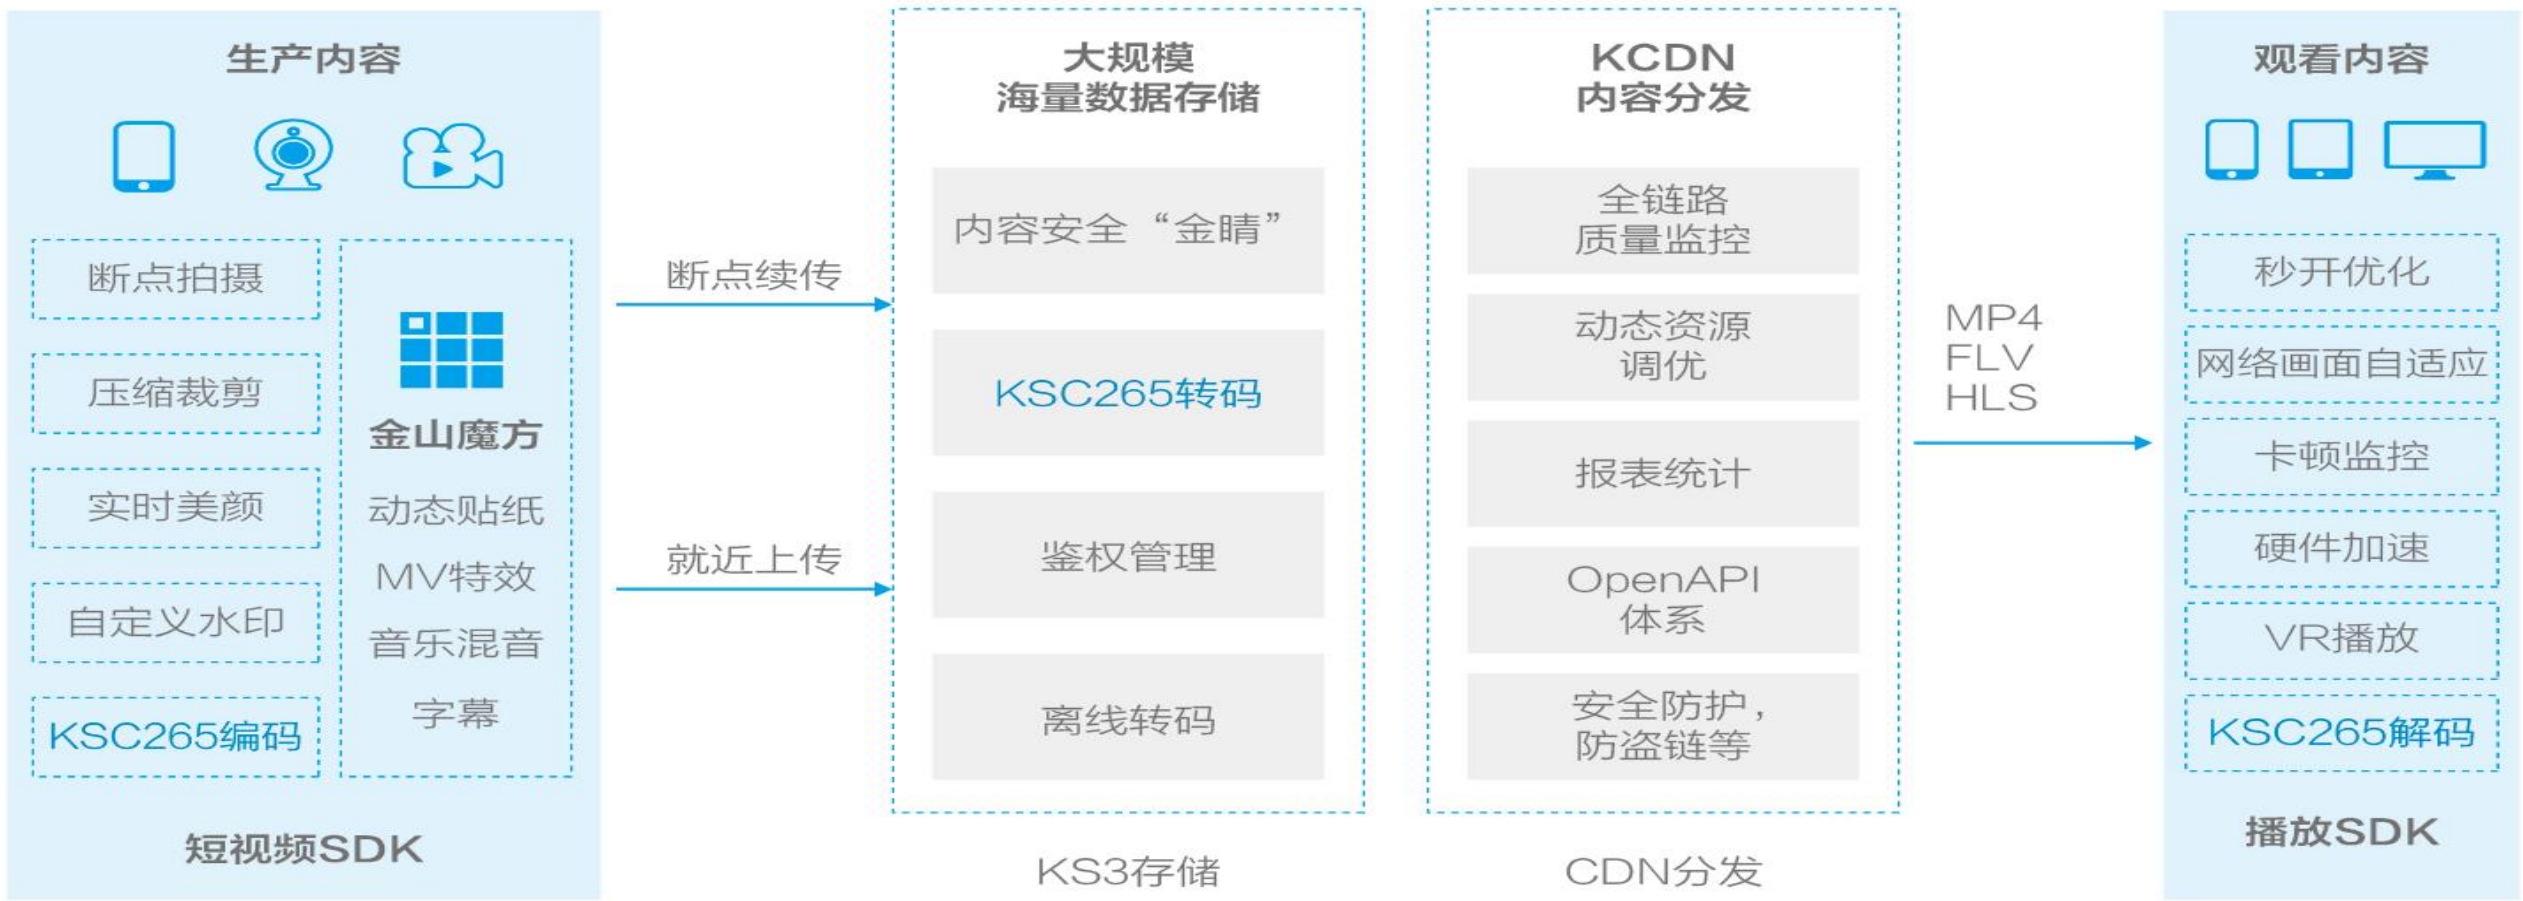 生产内容
断点拍摄
压缩裁剪
实时美颜
自定义水印
KSC265编码
金山魔方
动态贴纸
MV特效
音乐混音
字幕
短视频SDK
断点续传
就近上传
大规模
海量数据存储
内容安全“金睛”
KSC265转码
鉴权管理
离线转码
KS3存储
KCDN
内容分发
全链路
质量监控
动态资源
调优
报表统计
OpenAPI
体系
安全防护，
防盗链等
CDN分发
MP4
FLV
HLS
观看内容
秒开优化
网络画面自适应
卡顿监控
硬件加速
VR播放
KSC265解码
播放SDK